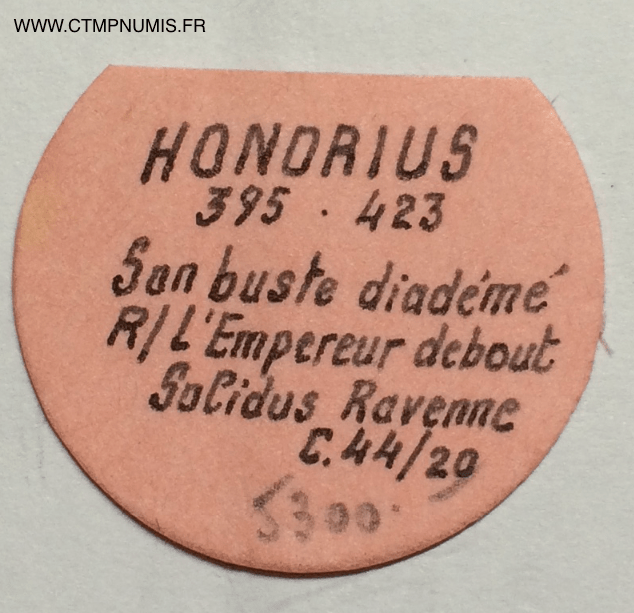 WWW.CTMPNUMIS.FR
HONORIUS
395 . 423
Son buste diadémé
R/ L'Empereur debout
Solidus Ravenne
C.44/20
5300.